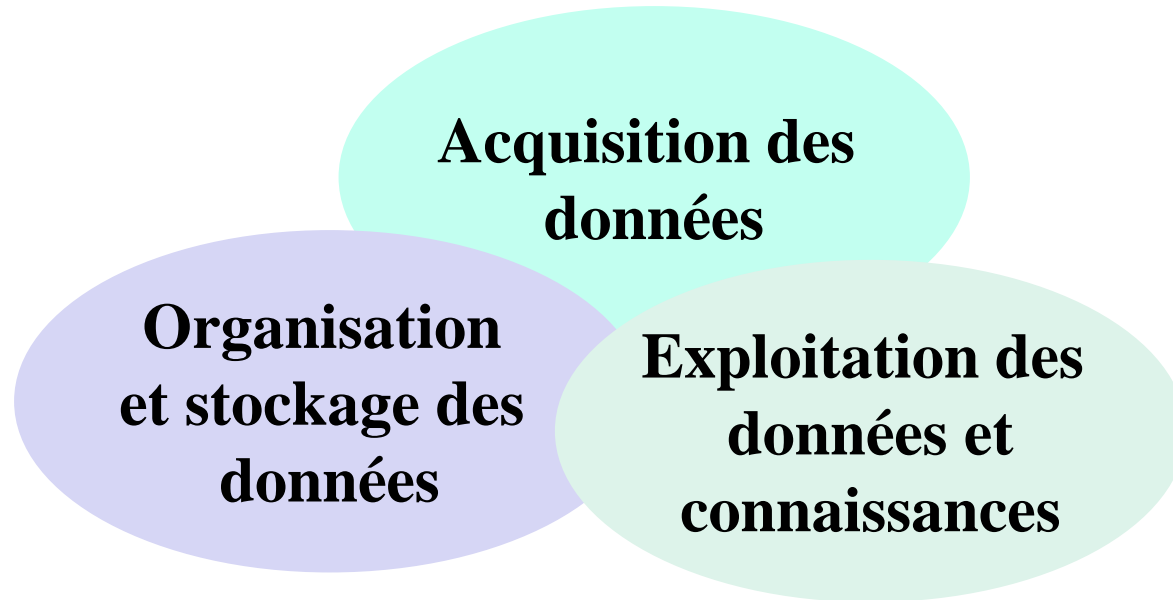 Acquisition des
données
Organisation
et stockage des
données
Exploitation des
données et
connaissances